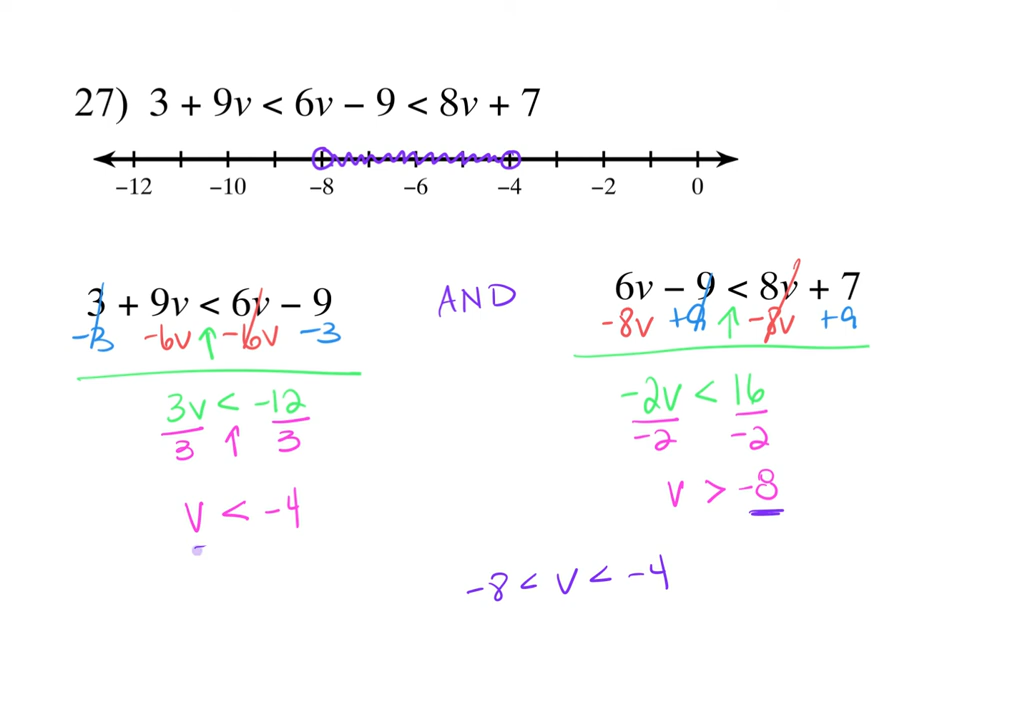 27) 3 + 9v < 6v − 9 < 8v + 7
−12 −10 −8 −6 −4 −2 0
3 + 9v < 6v − 9 AND 6v − 9 < 8v + 7
-3 -6v ↑ -6v -3 -8v +9 ↑ -8v +9
3v < -12 -2v < 16
3 ↑ 3 -2 -2
v < -4 v > -8
-8 < v < -4